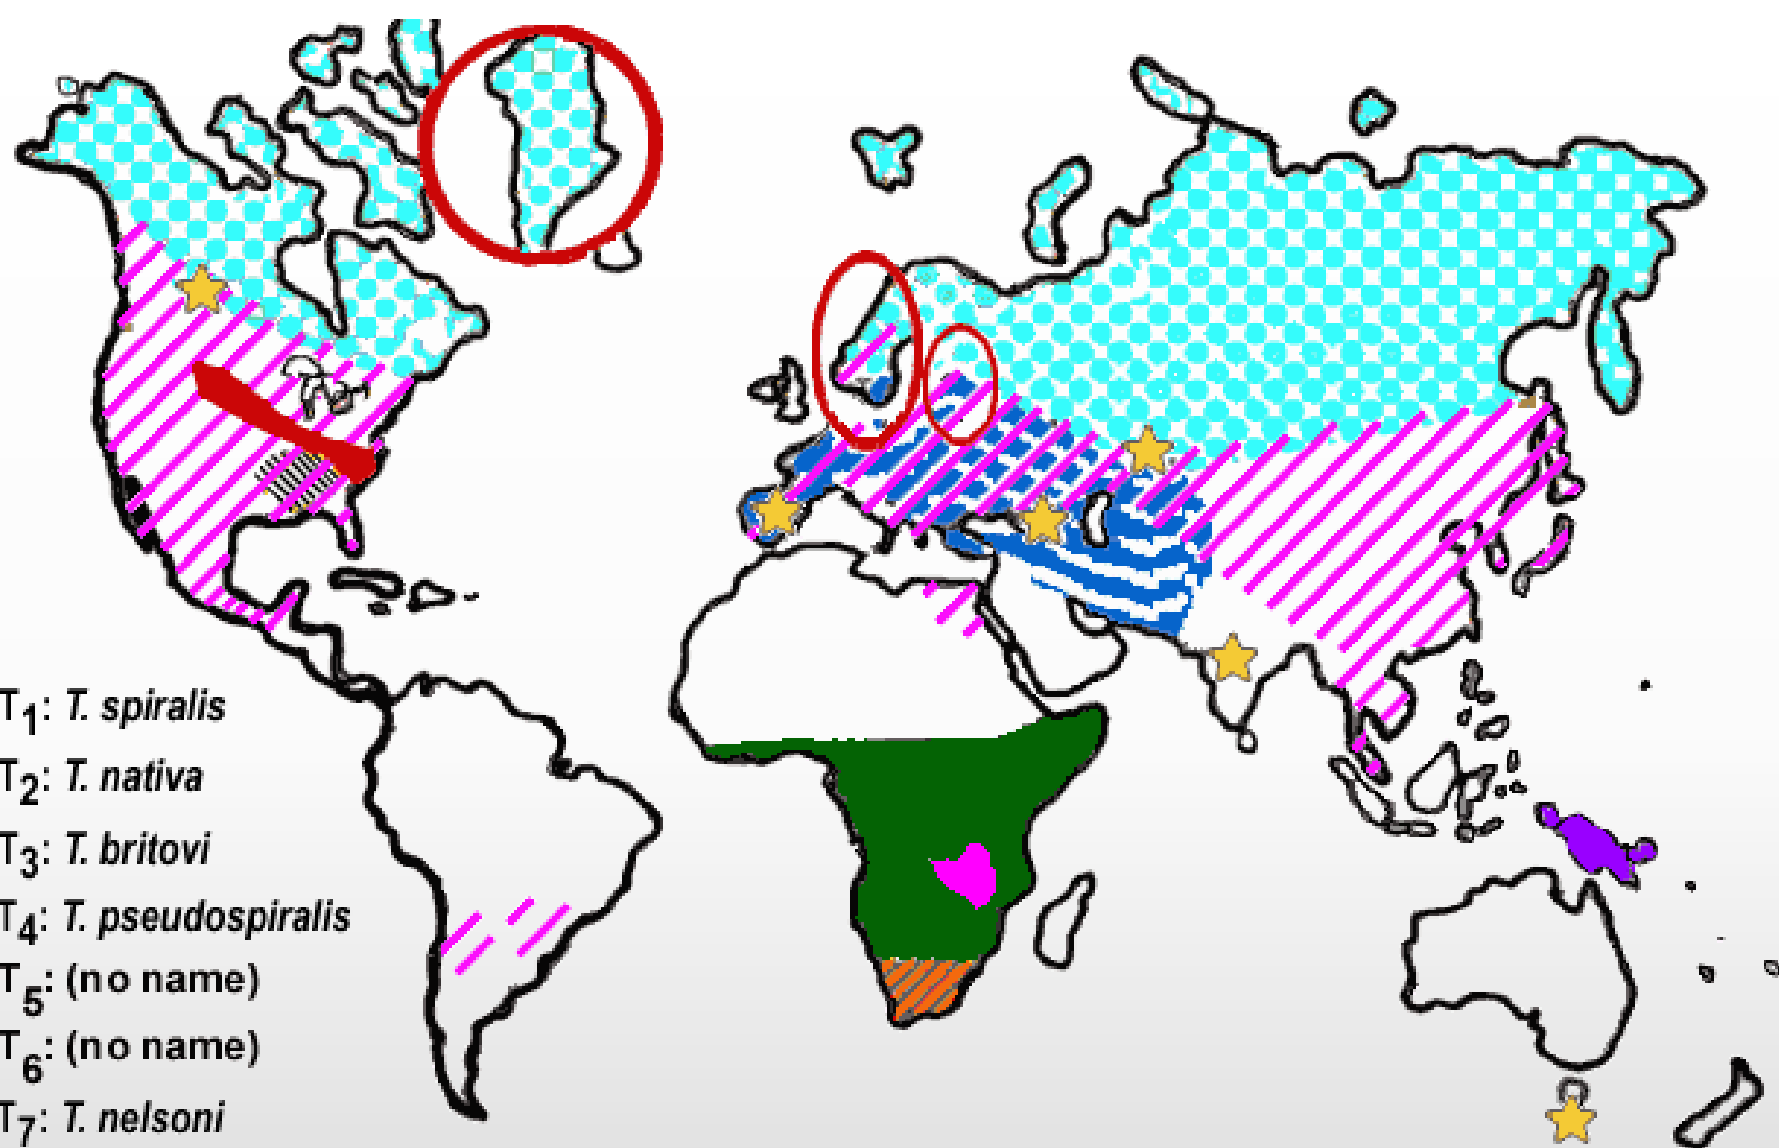 T1: T. spiralis
T2: T. nativa
T3: T. britovi
T4: T. pseudospiralis
T5: (no name)
T6: (no name)
T7: T. nelsoni